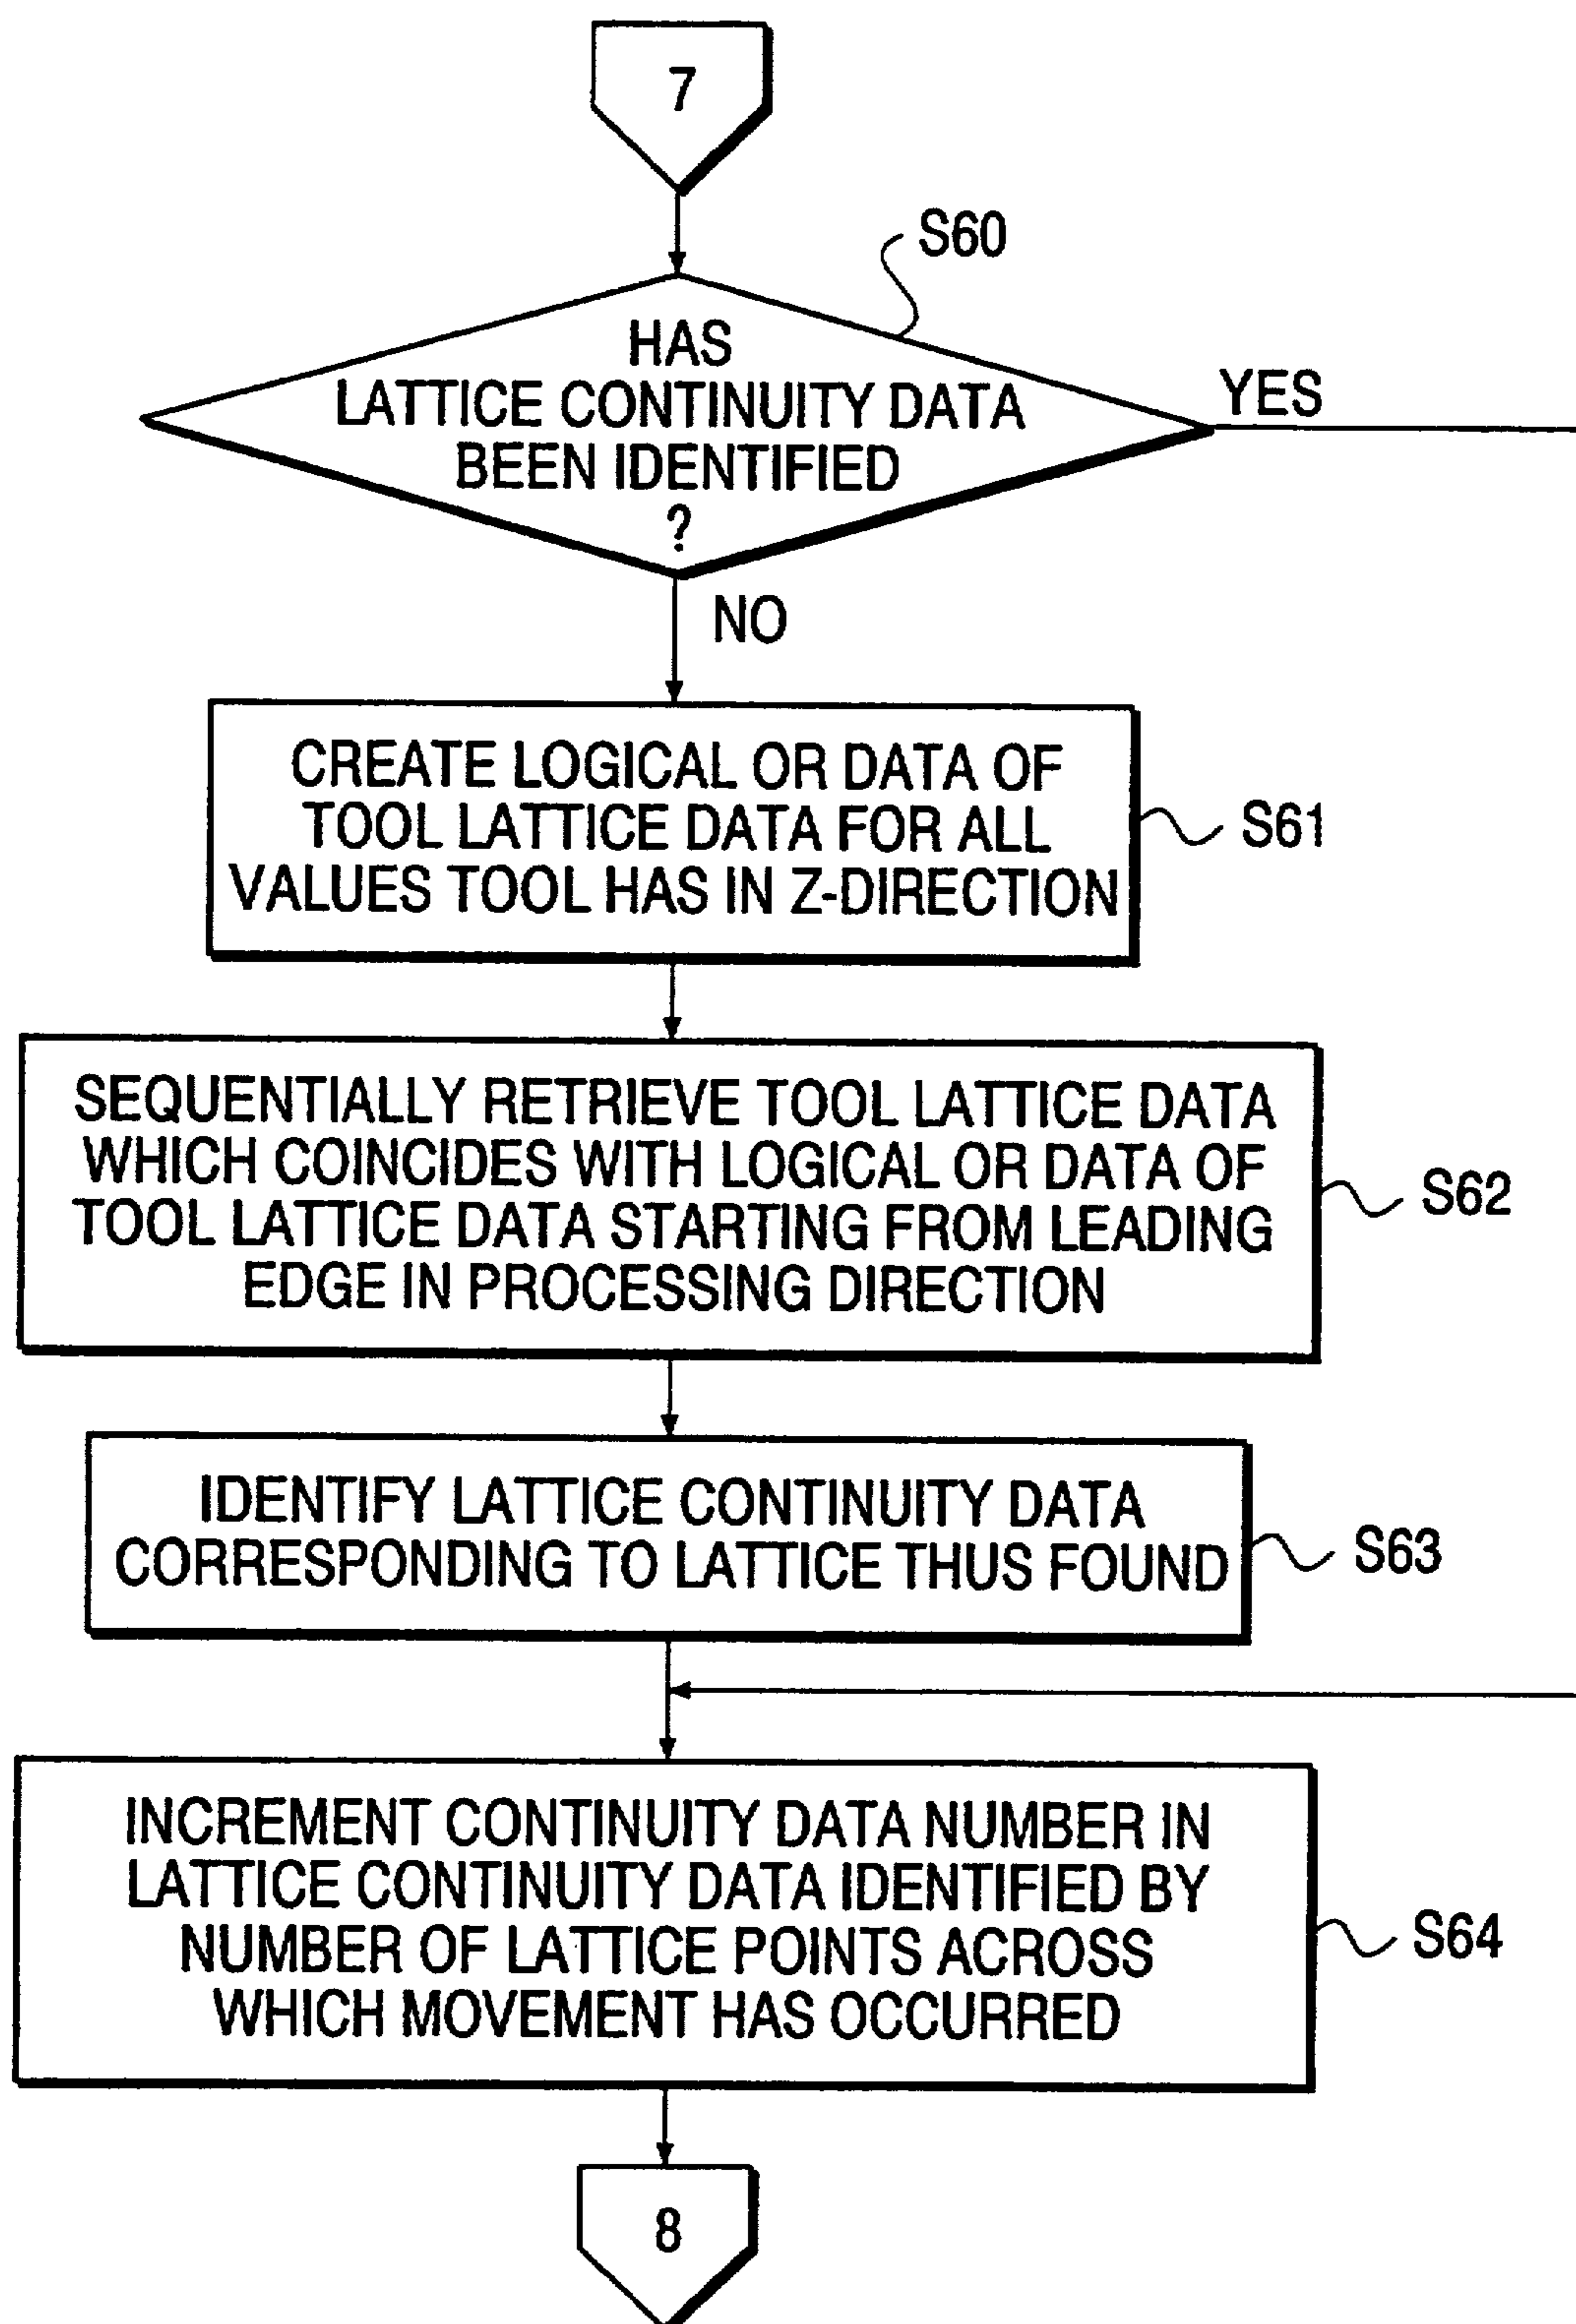 7
S60
HAS
LATTICE CONTINUITY DATA
BEEN IDENTIFIED
?
YES
NO
CREATE LOGICAL OR DATA OF
TOOL LATTICE DATA FOR ALL
VALUES TOOL HAS IN Z-DIRECTION
S61
SEQUENTIALLY RETRIEVE TOOL LATTICE DATA
WHICH COINCIDES WITH LOGICAL OR DATA OF
TOOL LATTICE DATA STARTING FROM LEADING
EDGE IN PROCESSING DIRECTION
S62
IDENTIFY LATTICE CONTINUITY DATA
CORRESPONDING TO LATTICE THUS FOUND
S63
INCREMENT CONTINUITY DATA NUMBER IN
LATTICE CONTINUITY DATA IDENTIFIED BY
NUMBER OF LATTICE POINTS ACROSS
WHICH MOVEMENT HAS OCCURRED
S64
8